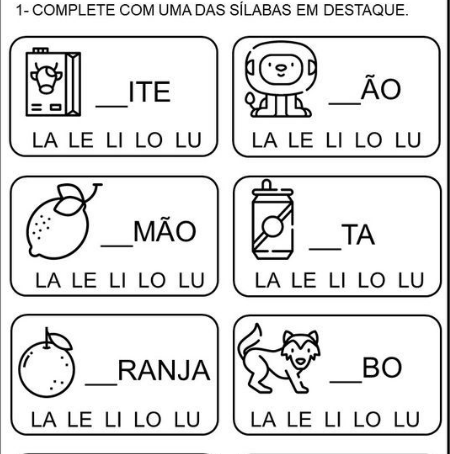 1- COMPLETE COM UMA DAS SÍLABAS EM DESTAQUE.
__ITE
LA LE LI LO LU
__ÃO
LA LE LI LO LU
__MÃO
LA LE LI LO LU
__TA
LA LE LI LO LU
__RANJA
LA LE LI LO LU
__BO
LA LE LI LO LU